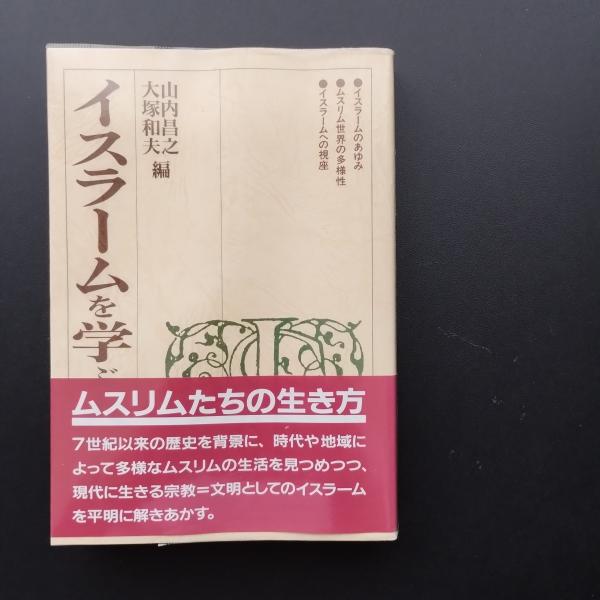 ●イスラームのあゆみ
●ムスリム世界の多様性
●イスラームへの視座
山内昌之
大塚和夫 編
イスラームを学ぶ
ムスリムたちの生き方
7世紀以来の歴史を背景に、時代や地域に
よって多様なムスリムの生活を見つめつつ、
現代に生きる宗教=文明としてのイスラーム
を平明に解きあかす。